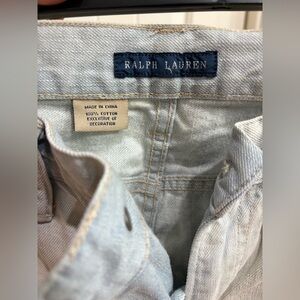 RALPH LAUREN
MADE IN CHINA
100% COTTON
EXCLUSIVE OF
DECORATION